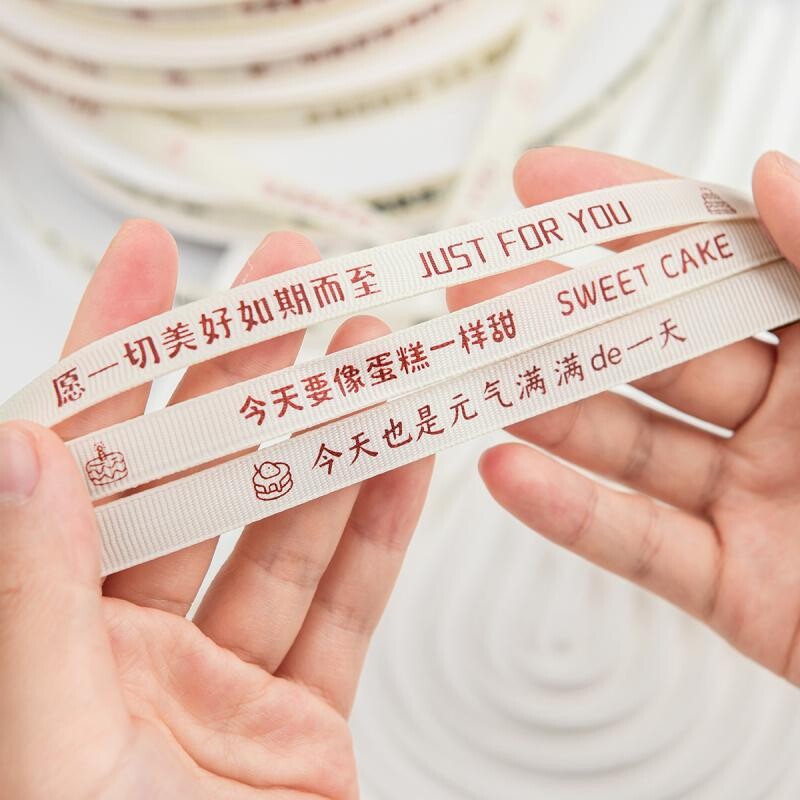 愿一切美好如期而至 JUST FOR YOU
今天要像蛋糕一样甜 SWEET CAKE
今天也是元气满满de一天